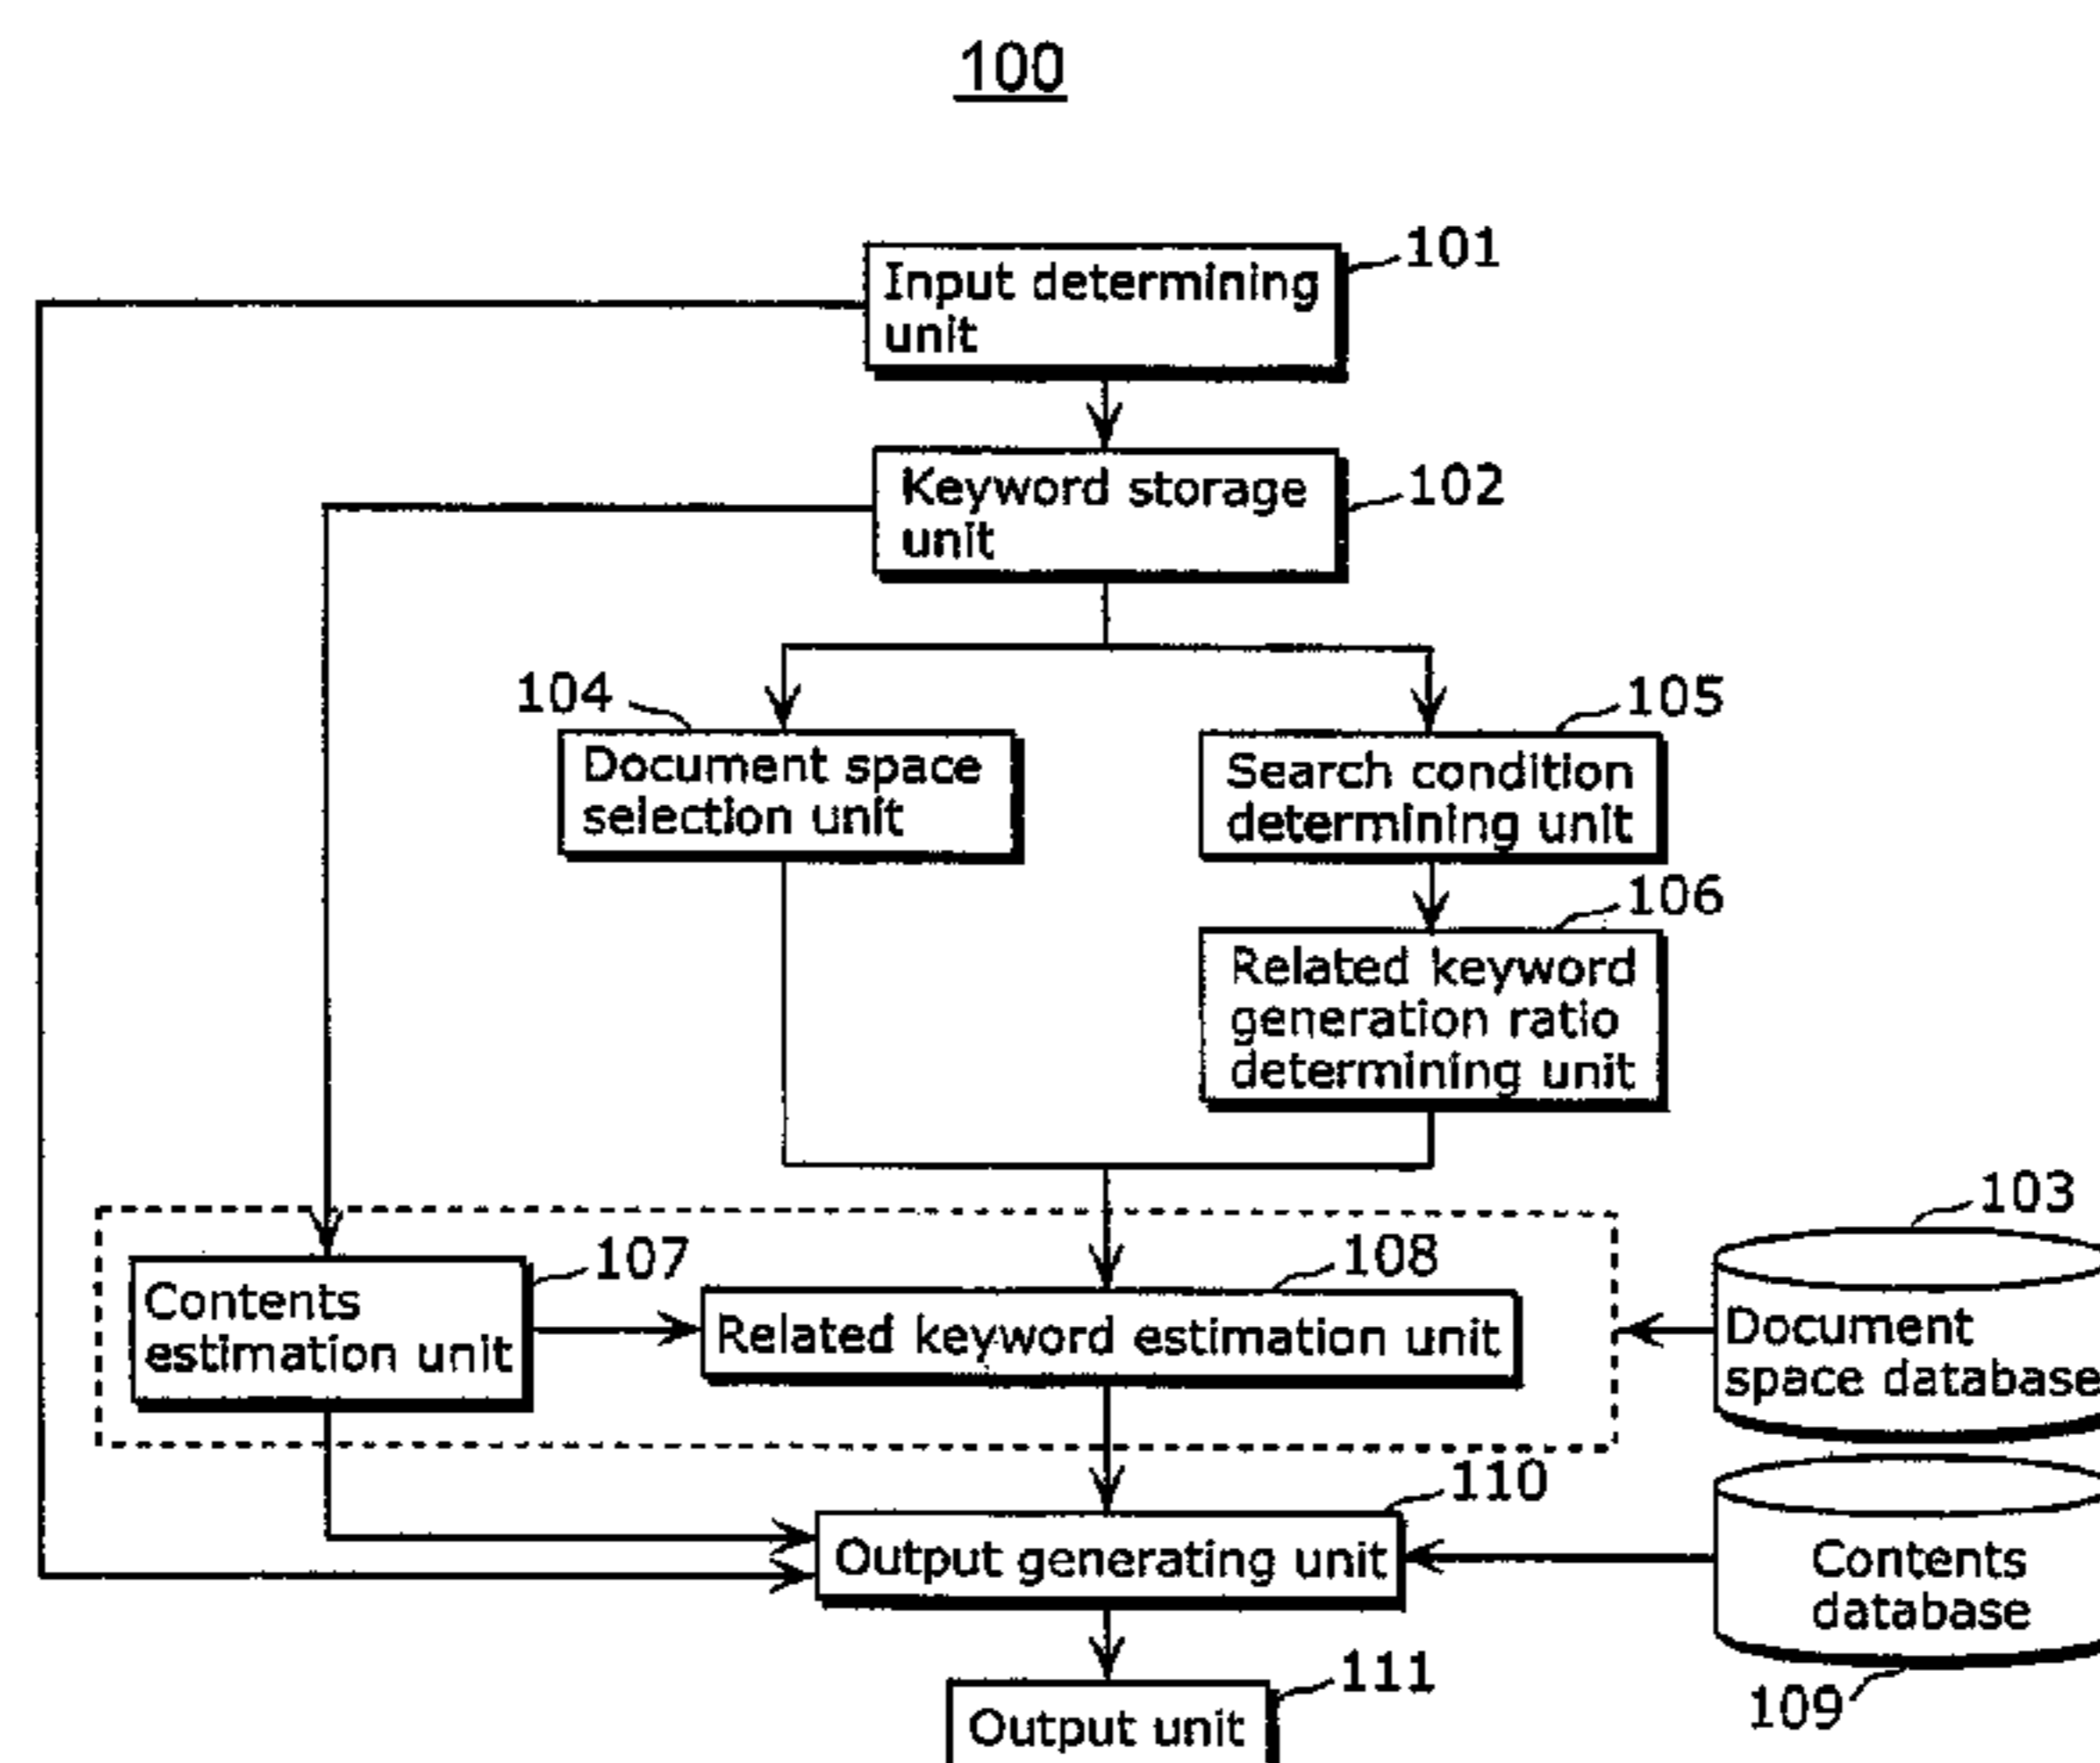 100
101
Input determining
unit
102
Keyword storage
unit
104
105
Document space
selection unit
Search condition
determining unit
106
Related keyword
generation ratio
determining unit
103
107
108
Contents
estimation unit
Related keyword estimation unit
Document
space database
110
Output generating unit
Contents
database
111
109
Output unit